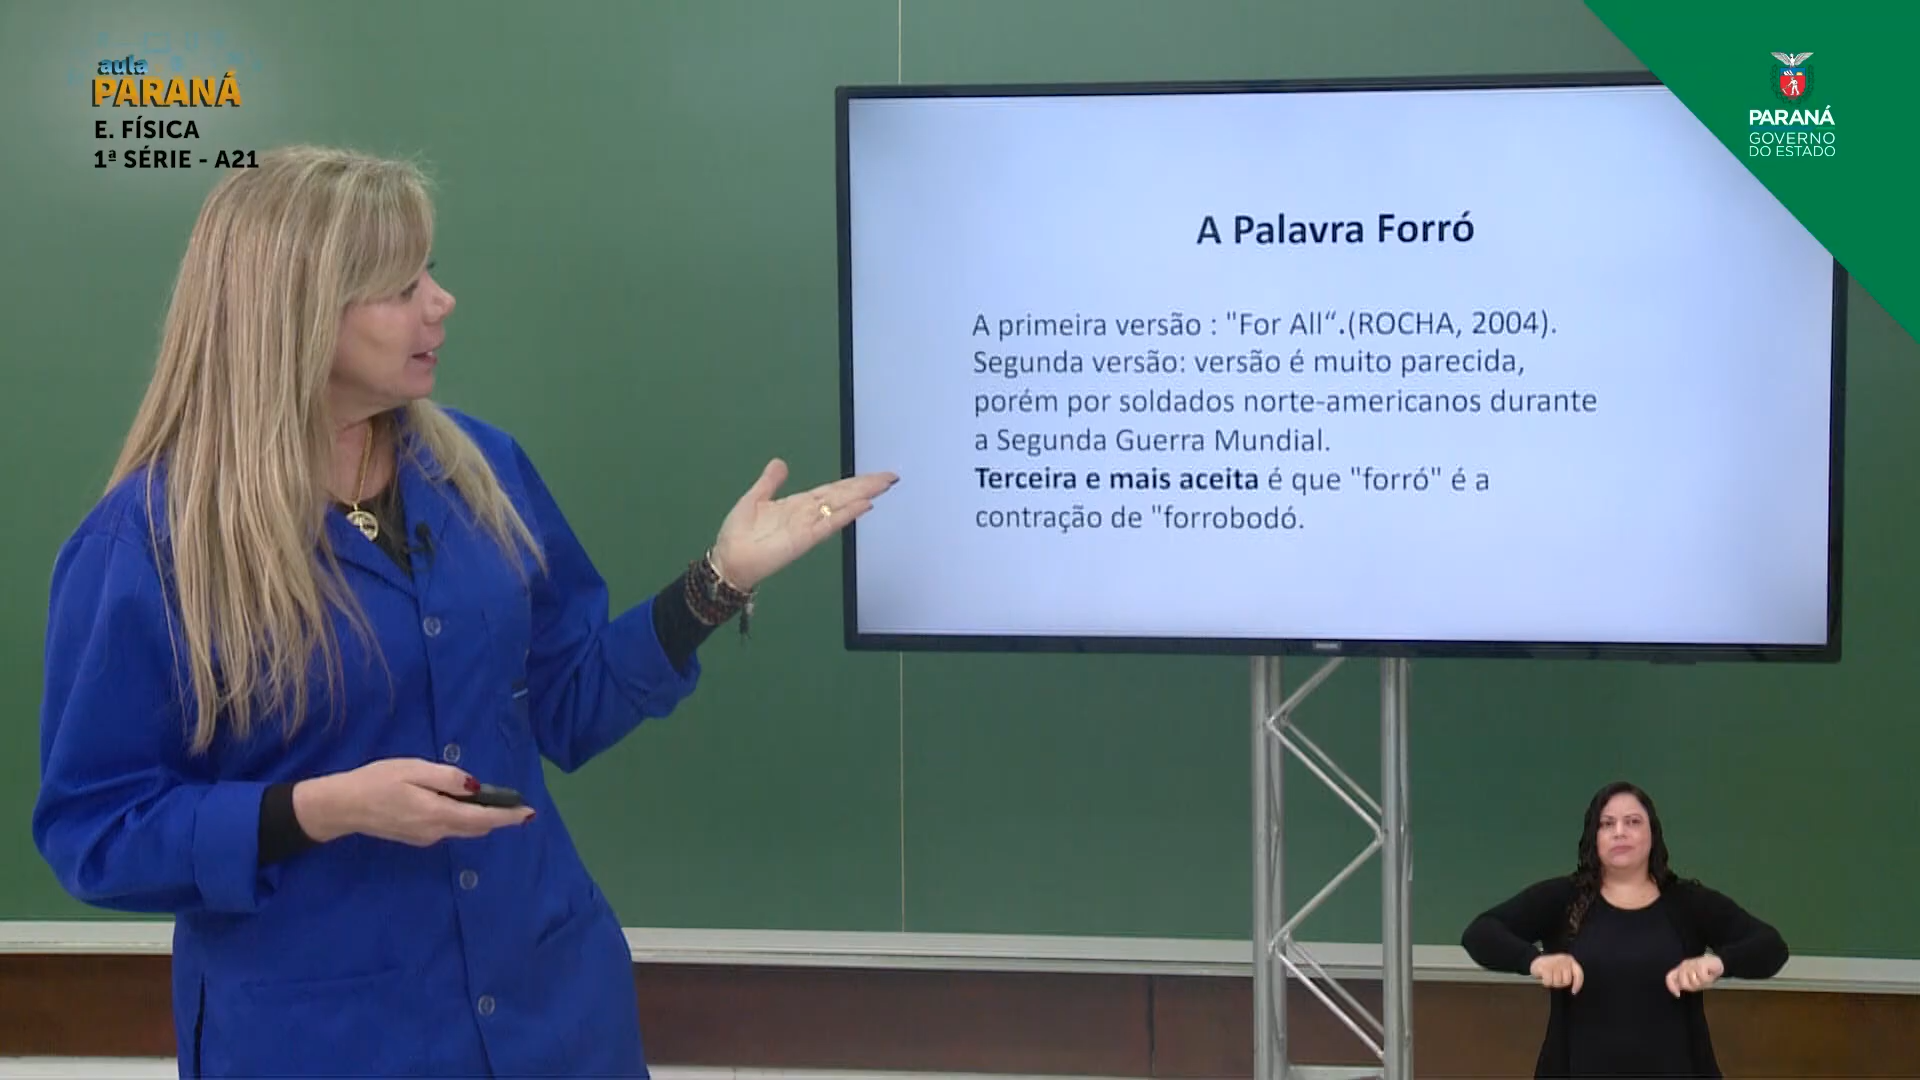 aula
PARANÁ
E. FÍSICA
1ª SÉRIE - A21
PARANÁ
GOVERNO
DO ESTADO
A Palavra Forró
A primeira versão : "For All“.(ROCHA, 2004).
Segunda versão: versão é muito parecida,
porém por soldados norte-americanos durante
a Segunda Guerra Mundial.
Terceira e mais aceita é que "forró" é a
contração de "forrobodó.